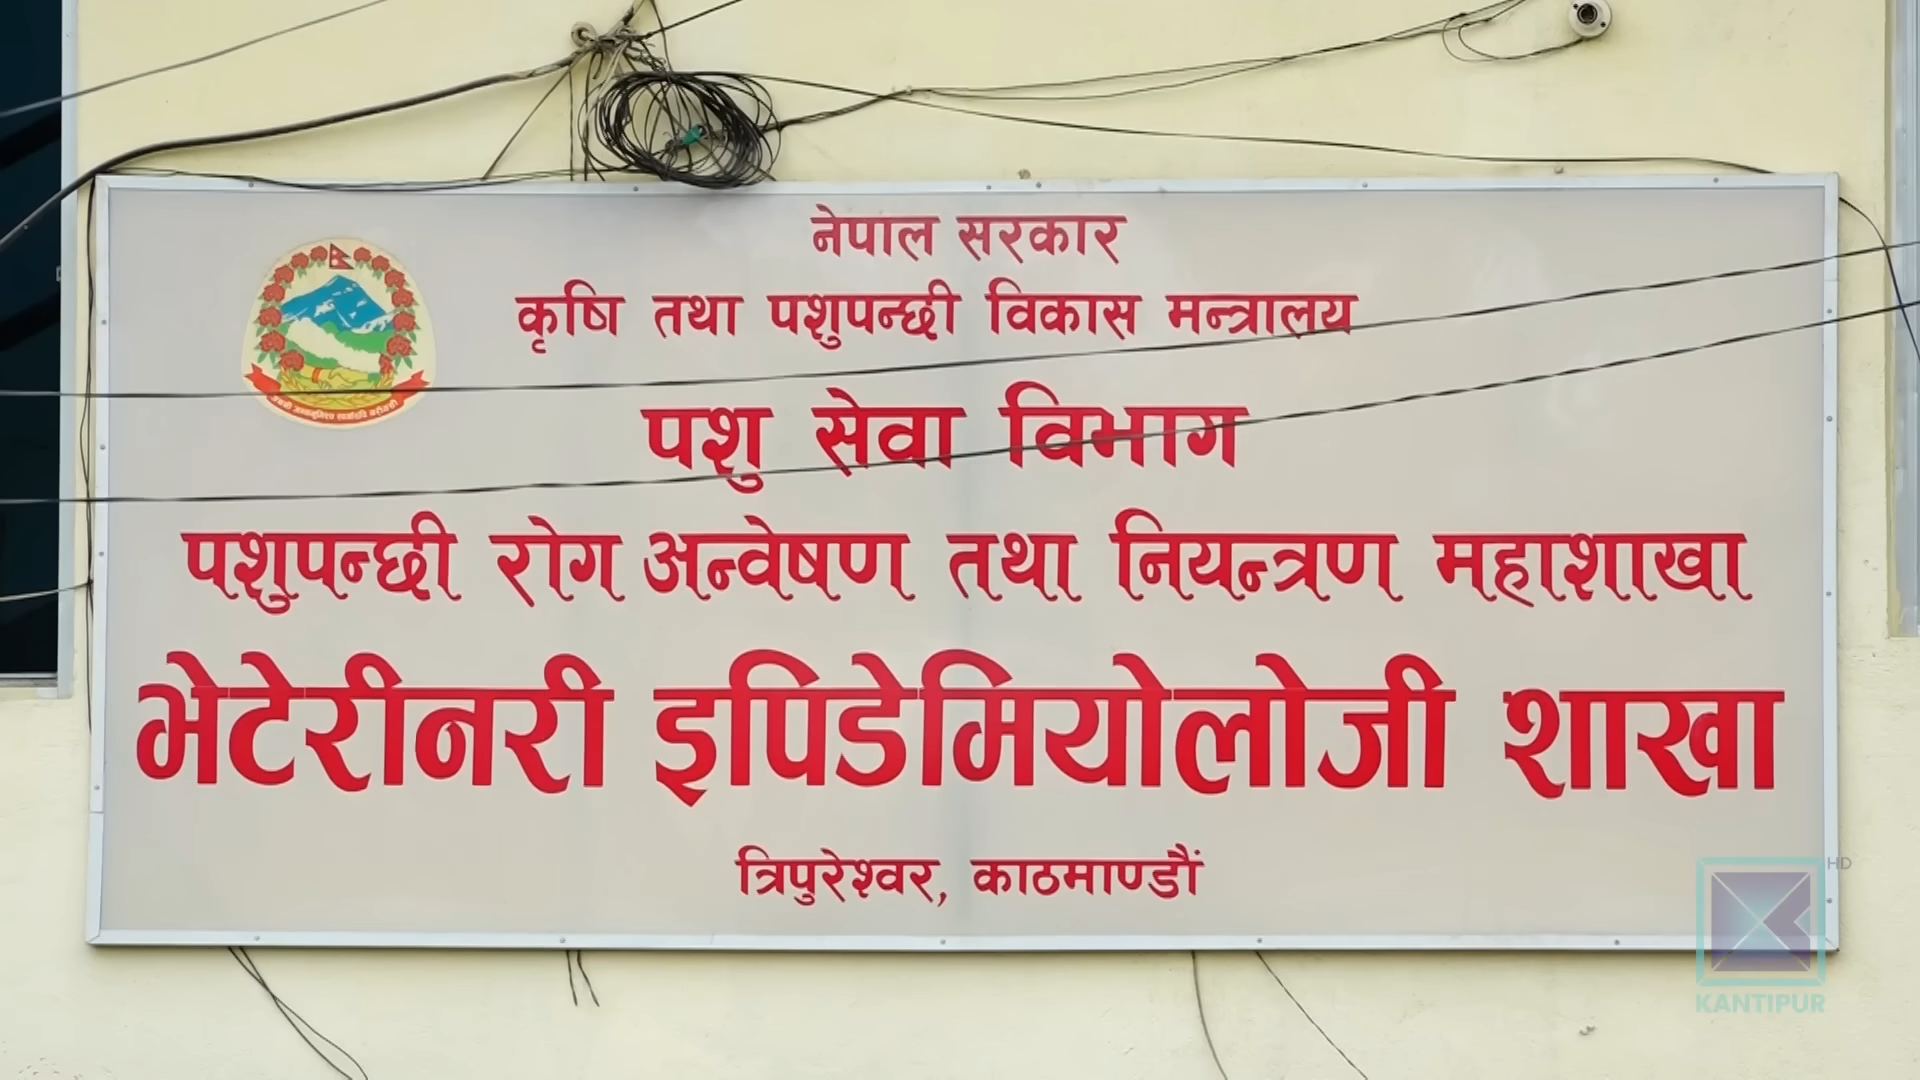 नेपाल सरकार
कृषि तथा पशुपन्छी विकास मन्त्रालय
पशु सेवा विभाग
पशुपन्छी रोग अन्वेषण तथा नियन्त्रण महाशाखा
भेटेरीनरी इपिडेमियोलोजी शाखा
त्रिपुरेश्वर, काठमाण्डौं
HD
KANTIPUR